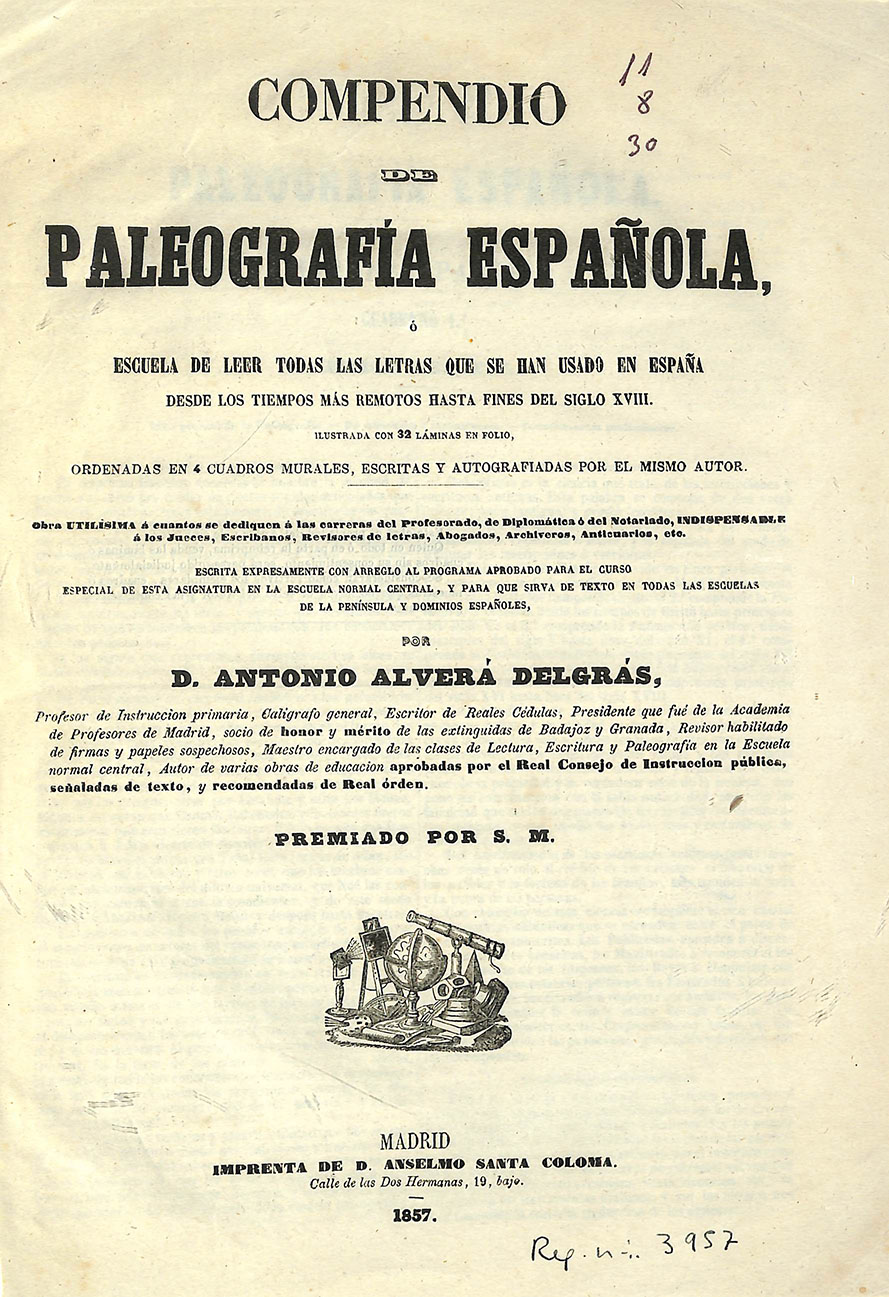 COMPENDIO
11
8
30
DE
PALEOGRAFÍA ESPAÑOLA,
ó
ESCUELA DE LEER TODAS LAS LETRAS QUE SE HAN USADO EN ESPAÑA
DESDE LOS TIEMPOS MÁS REMOTOS HASTA FINES DEL SIGLO XVIII.
ILUSTRADA CON 32 LÁMINAS EN FOLIO,
ORDENADAS EN 4 CUADROS MURALES, ESCRITAS Y AUTOGRAFIADAS POR EL MISMO AUTOR.
Obra UTILÍSIMA á cuantos se dediquen á las carreras del Profesorado, de Diplomática ó del Notariado, INDISPENSABLE
á los Jueces, Escribanos, Revisores de letras, Abogados, Archiveros, Anticuarios, etc.
ESCRITA EXPRESAMENTE CON ARREGLO AL PROGRAMA APROBADO PARA EL CURSO
ESPECIAL DE ESTA ASIGNATURA EN LA ESCUELA NORMAL CENTRAL, Y PARA QUE SIRVA DE TEXTO EN TODAS LAS ESCUELAS
DE LA PENÍNSULA Y DOMINIOS ESPAÑOLES,
POR
D. ANTONIO ALVERÁ DELGRÁS,
Profesor de Instruccion primaria, Calígrafo general, Escritor de Reales Cédulas, Presidente que fué de la Academia
de Profesores de Madrid, socio de honor y mérito de las extinguidas de Badajoz y Granada, Revisor habilitado
de firmas y papeles sospechosos, Maestro encargado de las clases de Lectura, Escritura y Paleografía en la Escuela
normal central, Autor de varias obras de educacion aprobadas por el Real Consejo de Instruccion pública,
señaladas de texto, y recomendadas de Real órden.
PREMIADO POR S. M.
MADRID
IMPRENTA DE D. ANSELMO SANTA COLOMA.
Calle de las Dos Hermanas, 19, bajo.
1857.
Reg. n.º 3957